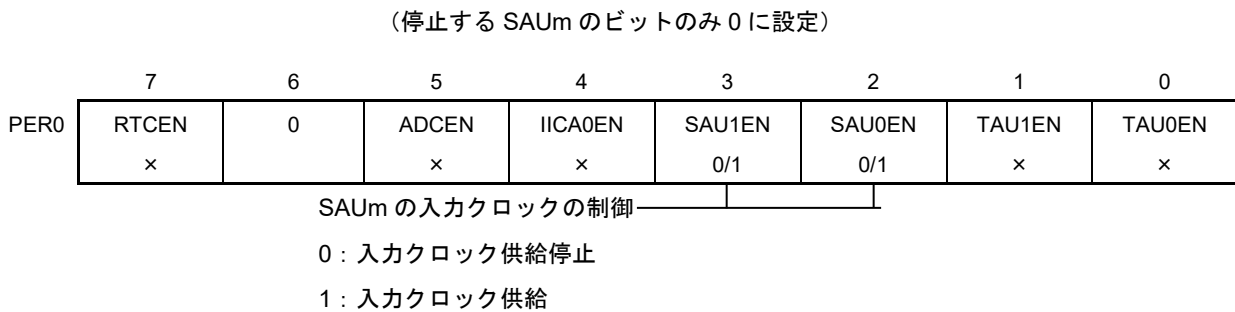 （停止する SAUm のビットのみ 0 に設定）
7 6 5 4 3 2 1 0
PER0 RTCEN 0 ADCEN IICA0EN SAU1EN SAU0EN TAU1EN TAU0EN
× × × 0/1 0/1 × ×
SAUm の入力クロックの制御
0：入力クロック供給停止
1：入力クロック供給